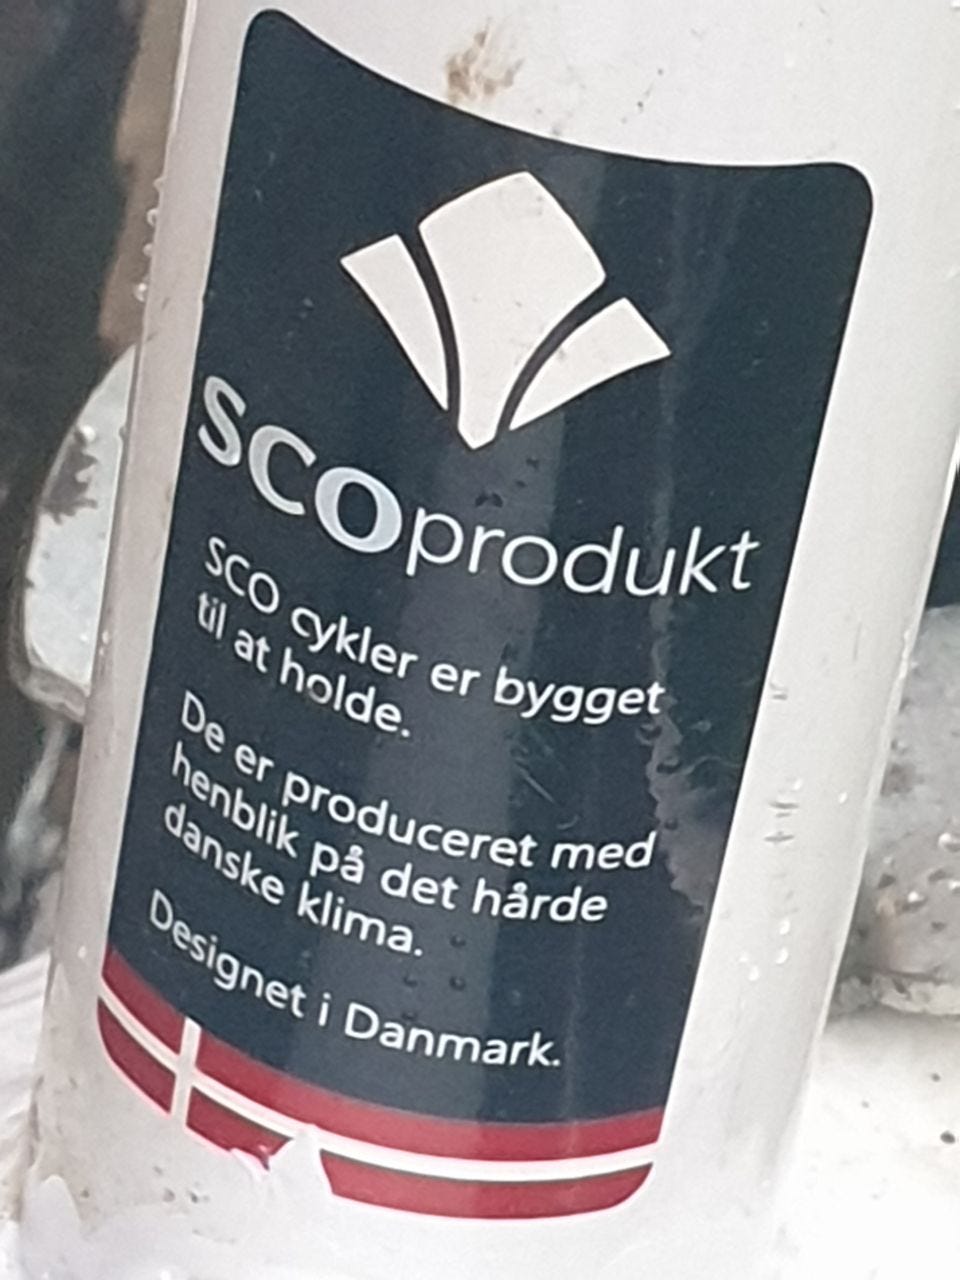 SCOprodukt
SCO cykler er bygget
til at holde.
De er produceret med
henblik på det hårde
danske klima.
Designet i Danmark.